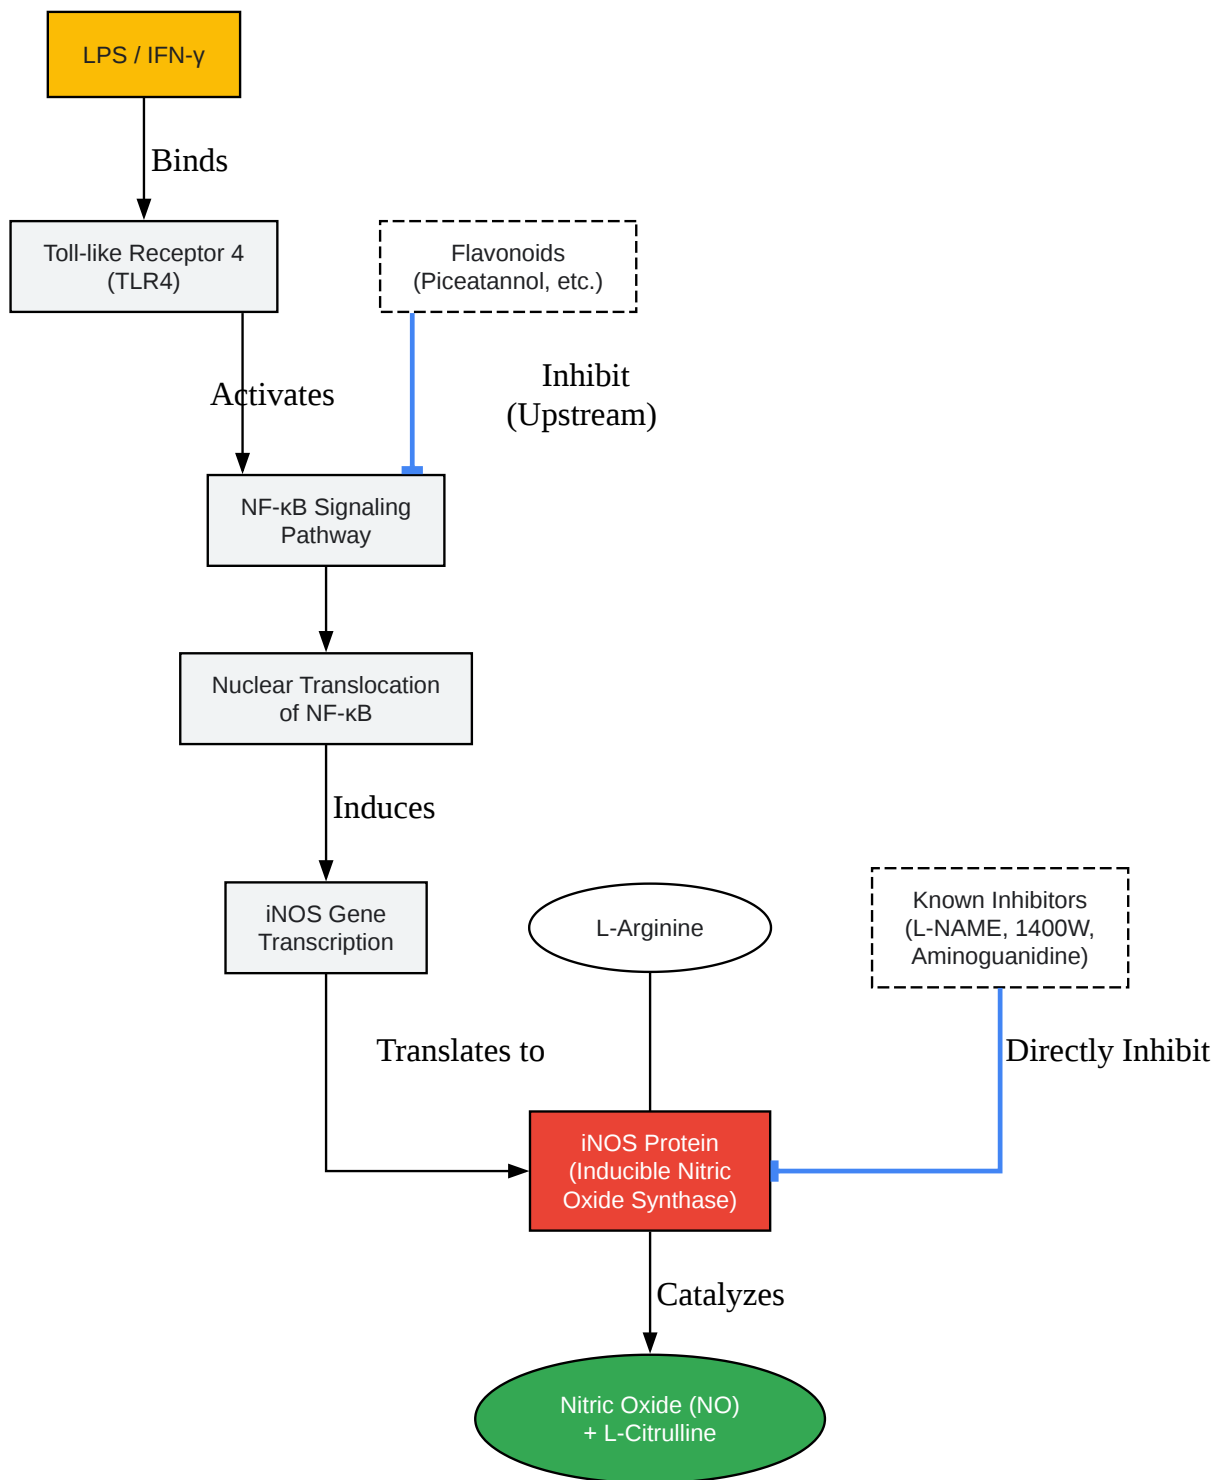 LPS / IFN-γ
Binds
Toll-like Receptor 4
(TLR4)
Flavonoids
(Piceatannol, etc.)
Activates
Inhibit
(Upstream)
NF-κB Signaling
Pathway
Nuclear Translocation
of NF-κB
Induces
iNOS Gene
Transcription
L-Arginine
Known Inhibitors
(L-NAME, 1400W,
Aminoguanidine)
Translates to
Directly Inhibit
iNOS Protein
(Inducible Nitric
Oxide Synthase)
Catalyzes
Nitric Oxide (NO)
+ L-Citrulline